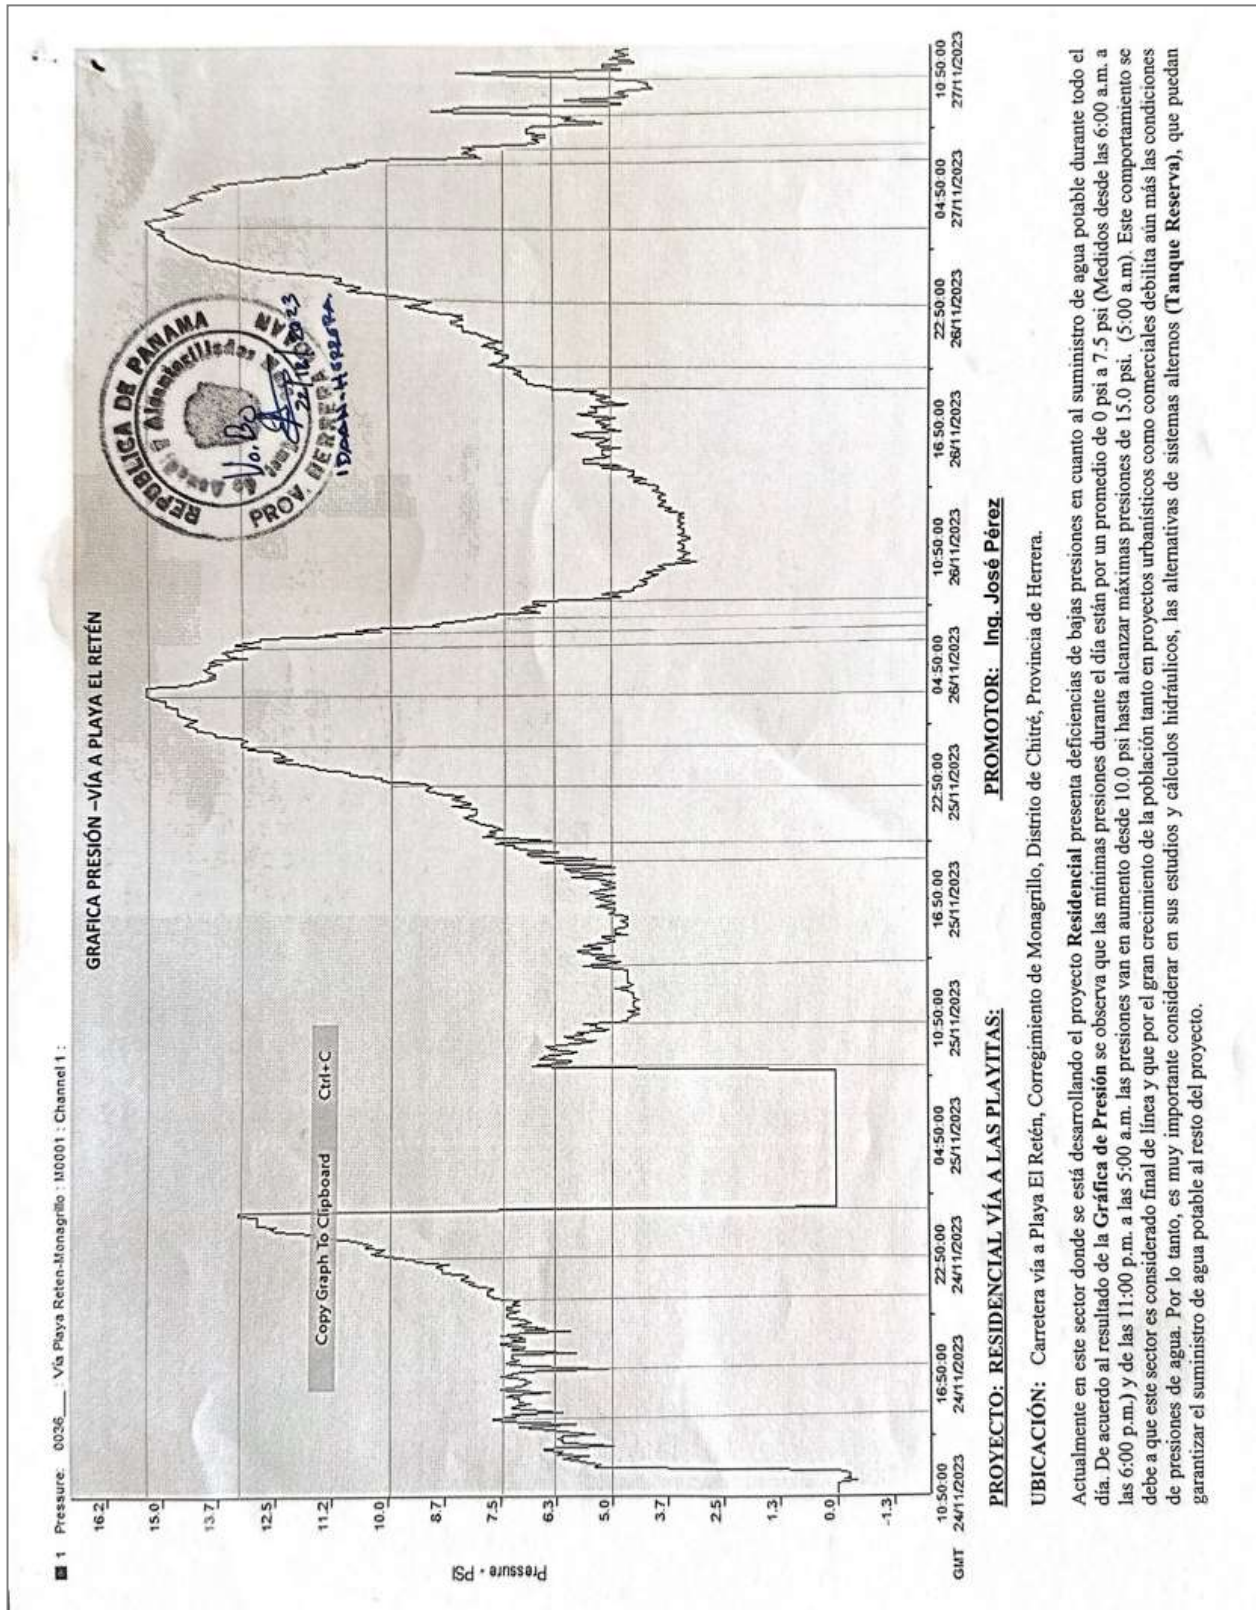 1 Pressure: 0036____ : Vía Playa Reten-Monagrillo : M0001 : Channel 1 :
GRAFICA PRESIÓN –VÍA A PLAYA EL RETÉN
REPUBLICA DE PANAMA
PROV. HERRERA
Vo.Bo
IDAAN-HERRERA
Copy Graph To Clipboard Ctrl+C
Pressure - PSI
16.2
15.0
13.7
12.5
11.2
10.0
8.7
7.5
6.3
5.0
3.7
2.5
1.3
0.0
-1.3
GMT
10:50:00 16:50:00 22:50:00 04:50:00 10:50:00 16:50:00 22:50:00 04:50:00 10:50:00 16:50:00 22:50:00 04:50:00 10:50:00
24/11/2023 24/11/2023 24/11/2023 25/11/2023 25/11/2023 25/11/2023 25/11/2023 26/11/2023 26/11/2023 26/11/2023 26/11/2023 27/11/2023 27/11/2023
PROYECTO: RESIDENCIAL VÍA A LAS PLAYITAS: PROMOTOR: Ing. José Pérez
UBICACIÓN: Carretera vía a Playa El Retén, Corregimiento de Monagrillo, Distrito de Chitré, Provincia de Herrera.
Actualmente en este sector donde se está desarrollando el proyecto Residencial presenta deficiencias de bajas presiones en cuanto al suministro de agua potable durante todo el
día. De acuerdo al resultado de la Gráfica de Presión se observa que las mínimas presiones durante el día están por un promedio de 0 psi a 7.5 psi (Medidos desde las 6:00 a.m. a
las 6:00 p.m.) y de las 11:00 p.m. a las 5:00 a.m. las presiones van en aumento desde 10.0 psi hasta alcanzar máximas presiones de 15.0 psi. (5:00 a.m). Este comportamiento se
debe a que este sector es considerado final de línea y que por el gran crecimiento de la población tanto en proyectos urbanísticos como comerciales debilita aún más las condiciones
de presiones de agua. Por lo tanto, es muy importante considerar en sus estudios y cálculos hidráulicos, las alternativas de sistemas alternos (Tanque Reserva), que puedan
garantizar el suministro de agua potable al resto del proyecto.